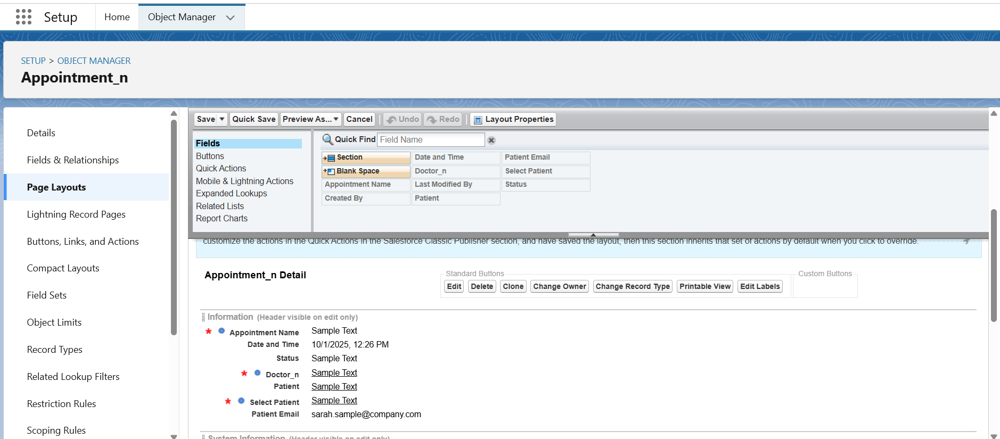 Setup
Home
Object Manager
SETUP > OBJECT MANAGER
Appointment_n
Details
Fields & Relationships
Page Layouts
Lightning Record Pages
Buttons, Links, and Actions
Compact Layouts
Field Sets
Object Limits
Record Types
Related Lookup Filters
Restriction Rules
Scoping Rules
Save Quick Save Preview As... Cancel Undo Redo Layout Properties
Fields
Buttons
Quick Actions
Mobile & Lightning Actions
Expanded Lookups
Related Lists
Report Charts
Quick Find Field Name
Section Date and Time Patient Email
Blank Space Doctor_n Select Patient
Appointment Name Last Modified By Status
Created By Patient
customize the actions in the Quick Actions in the Salesforce Classic Publisher section, and have saved the layout, then this section inherits that set of actions by default when you click to override.
Appointment_n Detail
Standard Buttons
Edit Delete Clone Change Owner Change Record Type Printable View Edit Labels
Custom Buttons
Information (Header visible on edit only)
* Appointment Name Sample Text
Date and Time 10/1/2025, 12:26 PM
Status Sample Text
* Doctor_n Sample Text
Patient Sample Text
* Select Patient Sample Text
Patient Email sarah.sample@company.com
System Information (Header visible on edit only)